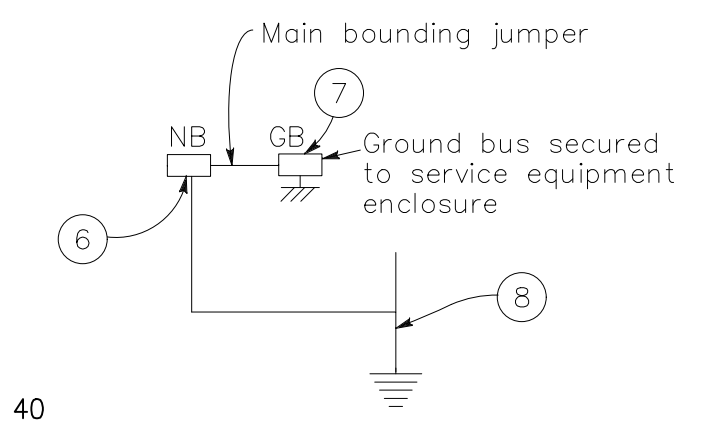 Main bounding jumper
7
NB
GB
Ground bus secured
to service equipment
enclosure
6
8
40